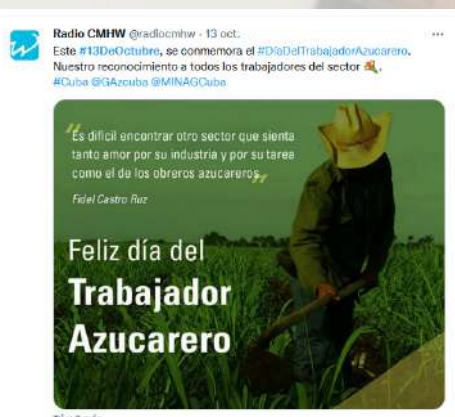 Radio CMHW @radiocmhw · 13 oct.
Este #13DeOctubre, se conmemora el #DíaDelTrabajadorAzucarero.
Nuestro reconocimiento a todos los trabajadores del sector.
#Cuba @GAzcuba @MINAGCuba
"Es difícil encontrar otro sector que sienta
tanto amor por su industria y por su tarea
como el de los obreros azucareros"
Fidel Castro Ruz
Feliz día del
Trabajador
Azucarero